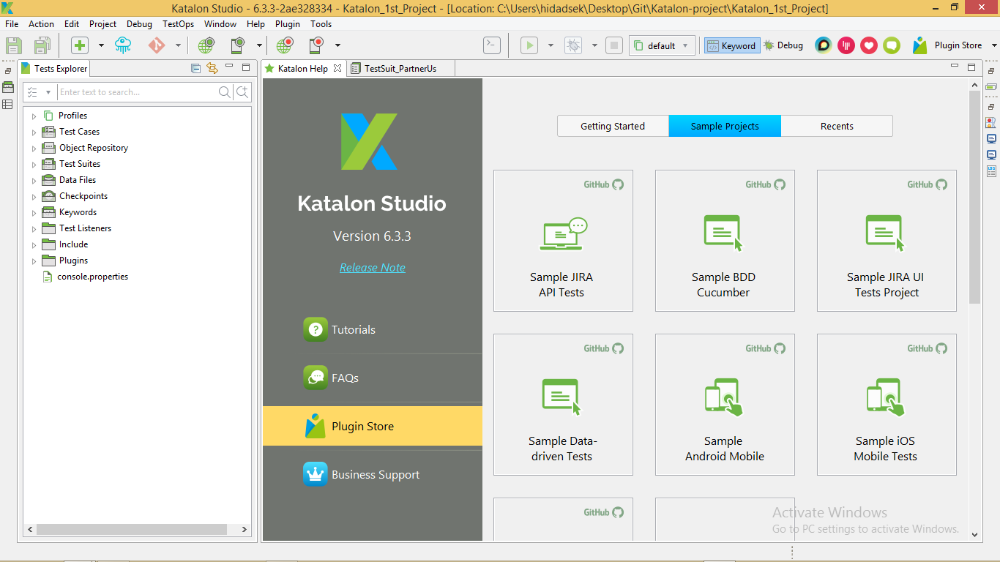 Katalon Studio - 6.3.3-2ae328334 - Katalon_1st_Project - [Location: C:\Users\hidadsek\Desktop\Git\Katalon-project\Katalon_1st_Project]
File Action Edit Project Debug TestOps Window Help Plugin Tools
default Keyword Debug Plugin Store
Tests Explorer
Enter text to search...
Profiles
Test Cases
Object Repository
Test Suites
Data Files
Checkpoints
Keywords
Test Listeners
Include
Plugins
console.properties
Katalon Help TestSuit_PartnerUs
Katalon Studio
Version 6.3.3
Release Note
Tutorials
FAQs
Plugin Store
Business Support
Getting Started Sample Projects Recents
GitHub
Sample JIRA
API Tests
GitHub
Sample BDD
Cucumber
GitHub
Sample JIRA UI
Tests Project
GitHub
Sample Data-
driven Tests
GitHub
Sample
Android Mobile
GitHub
Sample iOS
Mobile Tests
GitHub
Activate Windows
Go to PC settings to activate Windows.